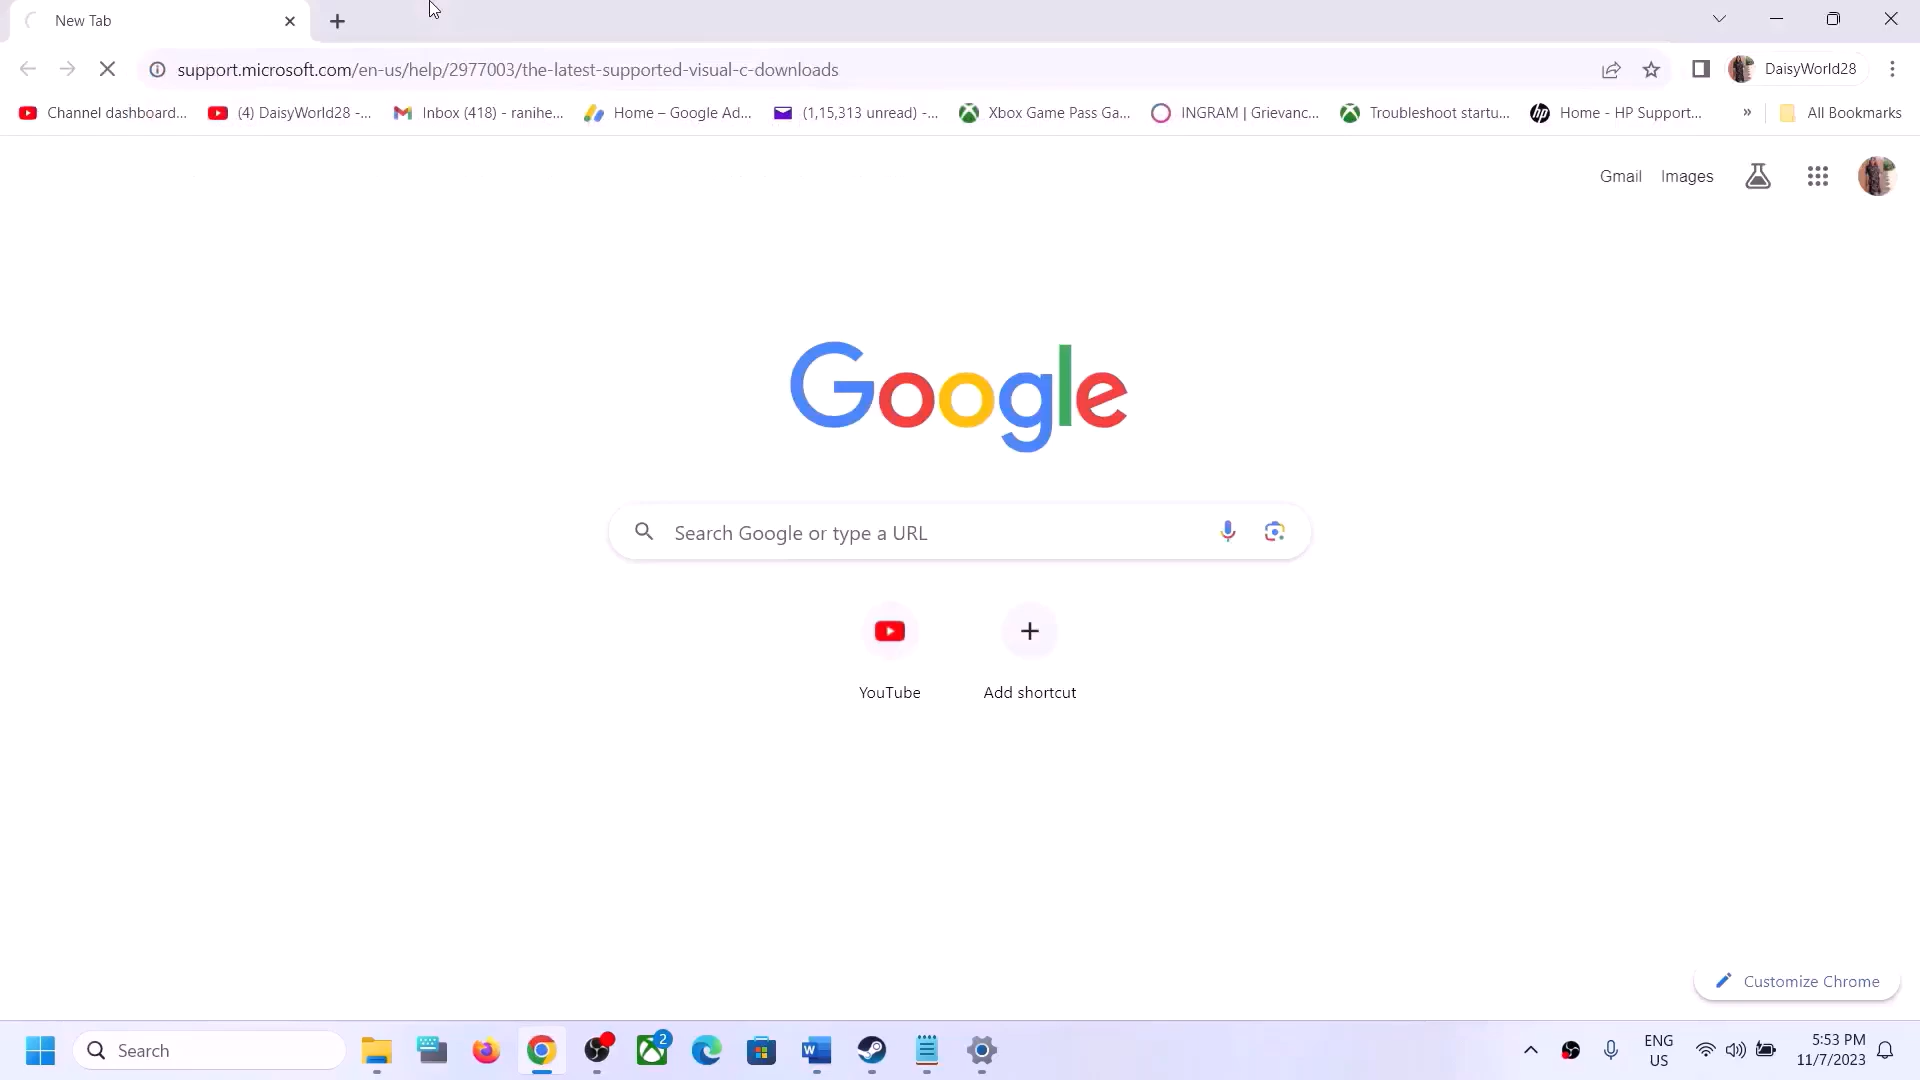 New Tab
support.microsoft.com/en-us/help/2977003/the-latest-supported-visual-c-downloads
DaisyWorld28
Channel dashboard...
(4) DaisyWorld28 -...
Inbox (418) - ranihe...
Home – Google Ad...
(1,15,313 unread) -...
Xbox Game Pass Ga...
INGRAM | Grievanc...
Troubleshoot startu...
Home - HP Support...
»
All Bookmarks
Gmail
Images
Google
Search Google or type a URL
YouTube
Add shortcut
Customize Chrome
Search
2
ENG
US
5:53 PM
11/7/2023